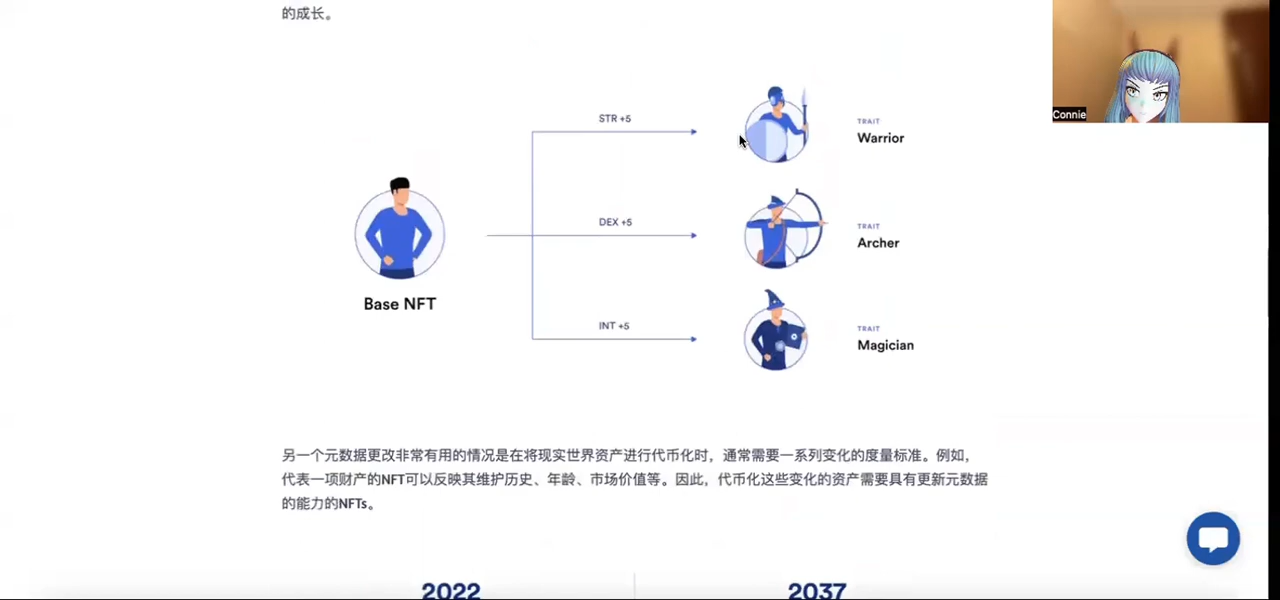 的成长。
Connie
STR +5
TRAIT
Warrior
DEX +5
TRAIT
Archer
Base NFT
INT +5
TRAIT
Magician
另一个元数据更改非常有用的情况是在将现实世界资产进行代币化时，通常需要一系列变化的度量标准。例如，
代表一项财产的NFT可以反映其维护历史、年龄、市场价值等。因此，代币化这些变化的资产需要具有更新元数据
的能力的NFTs。
2022
2037